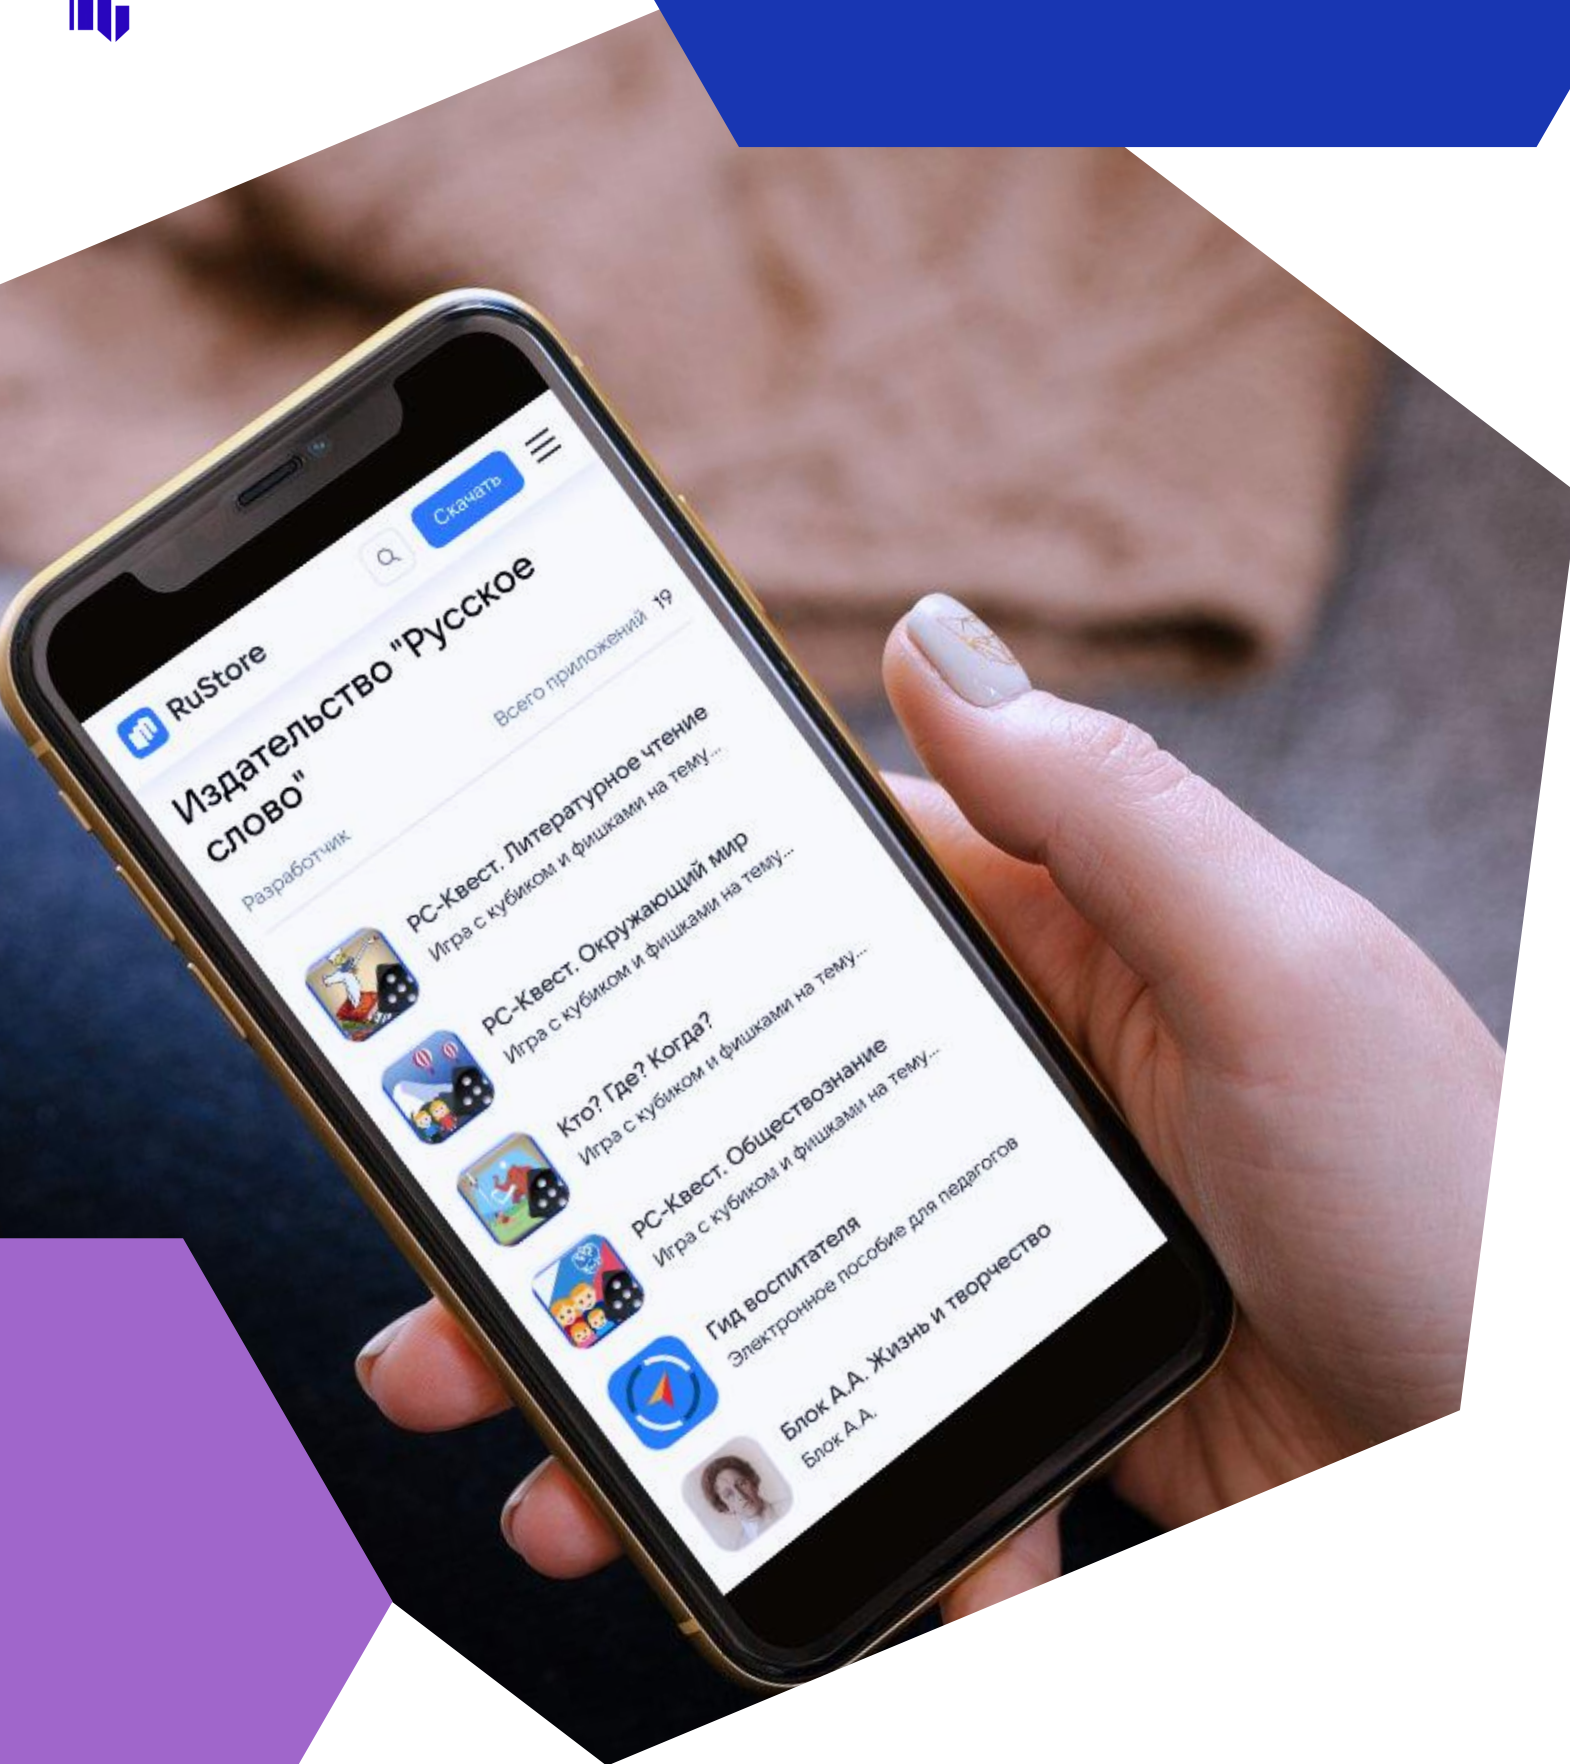 RuStore
Скачать
Издательство "Русское
слово"
Разработчик
Всего приложений 19
РС-Квест. Литературное чтение
Игра с кубиком и фишками на тему...
РС-Квест. Окружающий мир
Игра с кубиком и фишками на тему...
Кто? Где? Когда?
Игра с кубиком и фишками на тему...
РС-Квест. Обществознание
Игра с кубиком и фишками на тему...
Гид воспитателя
Электронное пособие для педагогов
Блок А.А. Жизнь и творчество
Блок А.А.